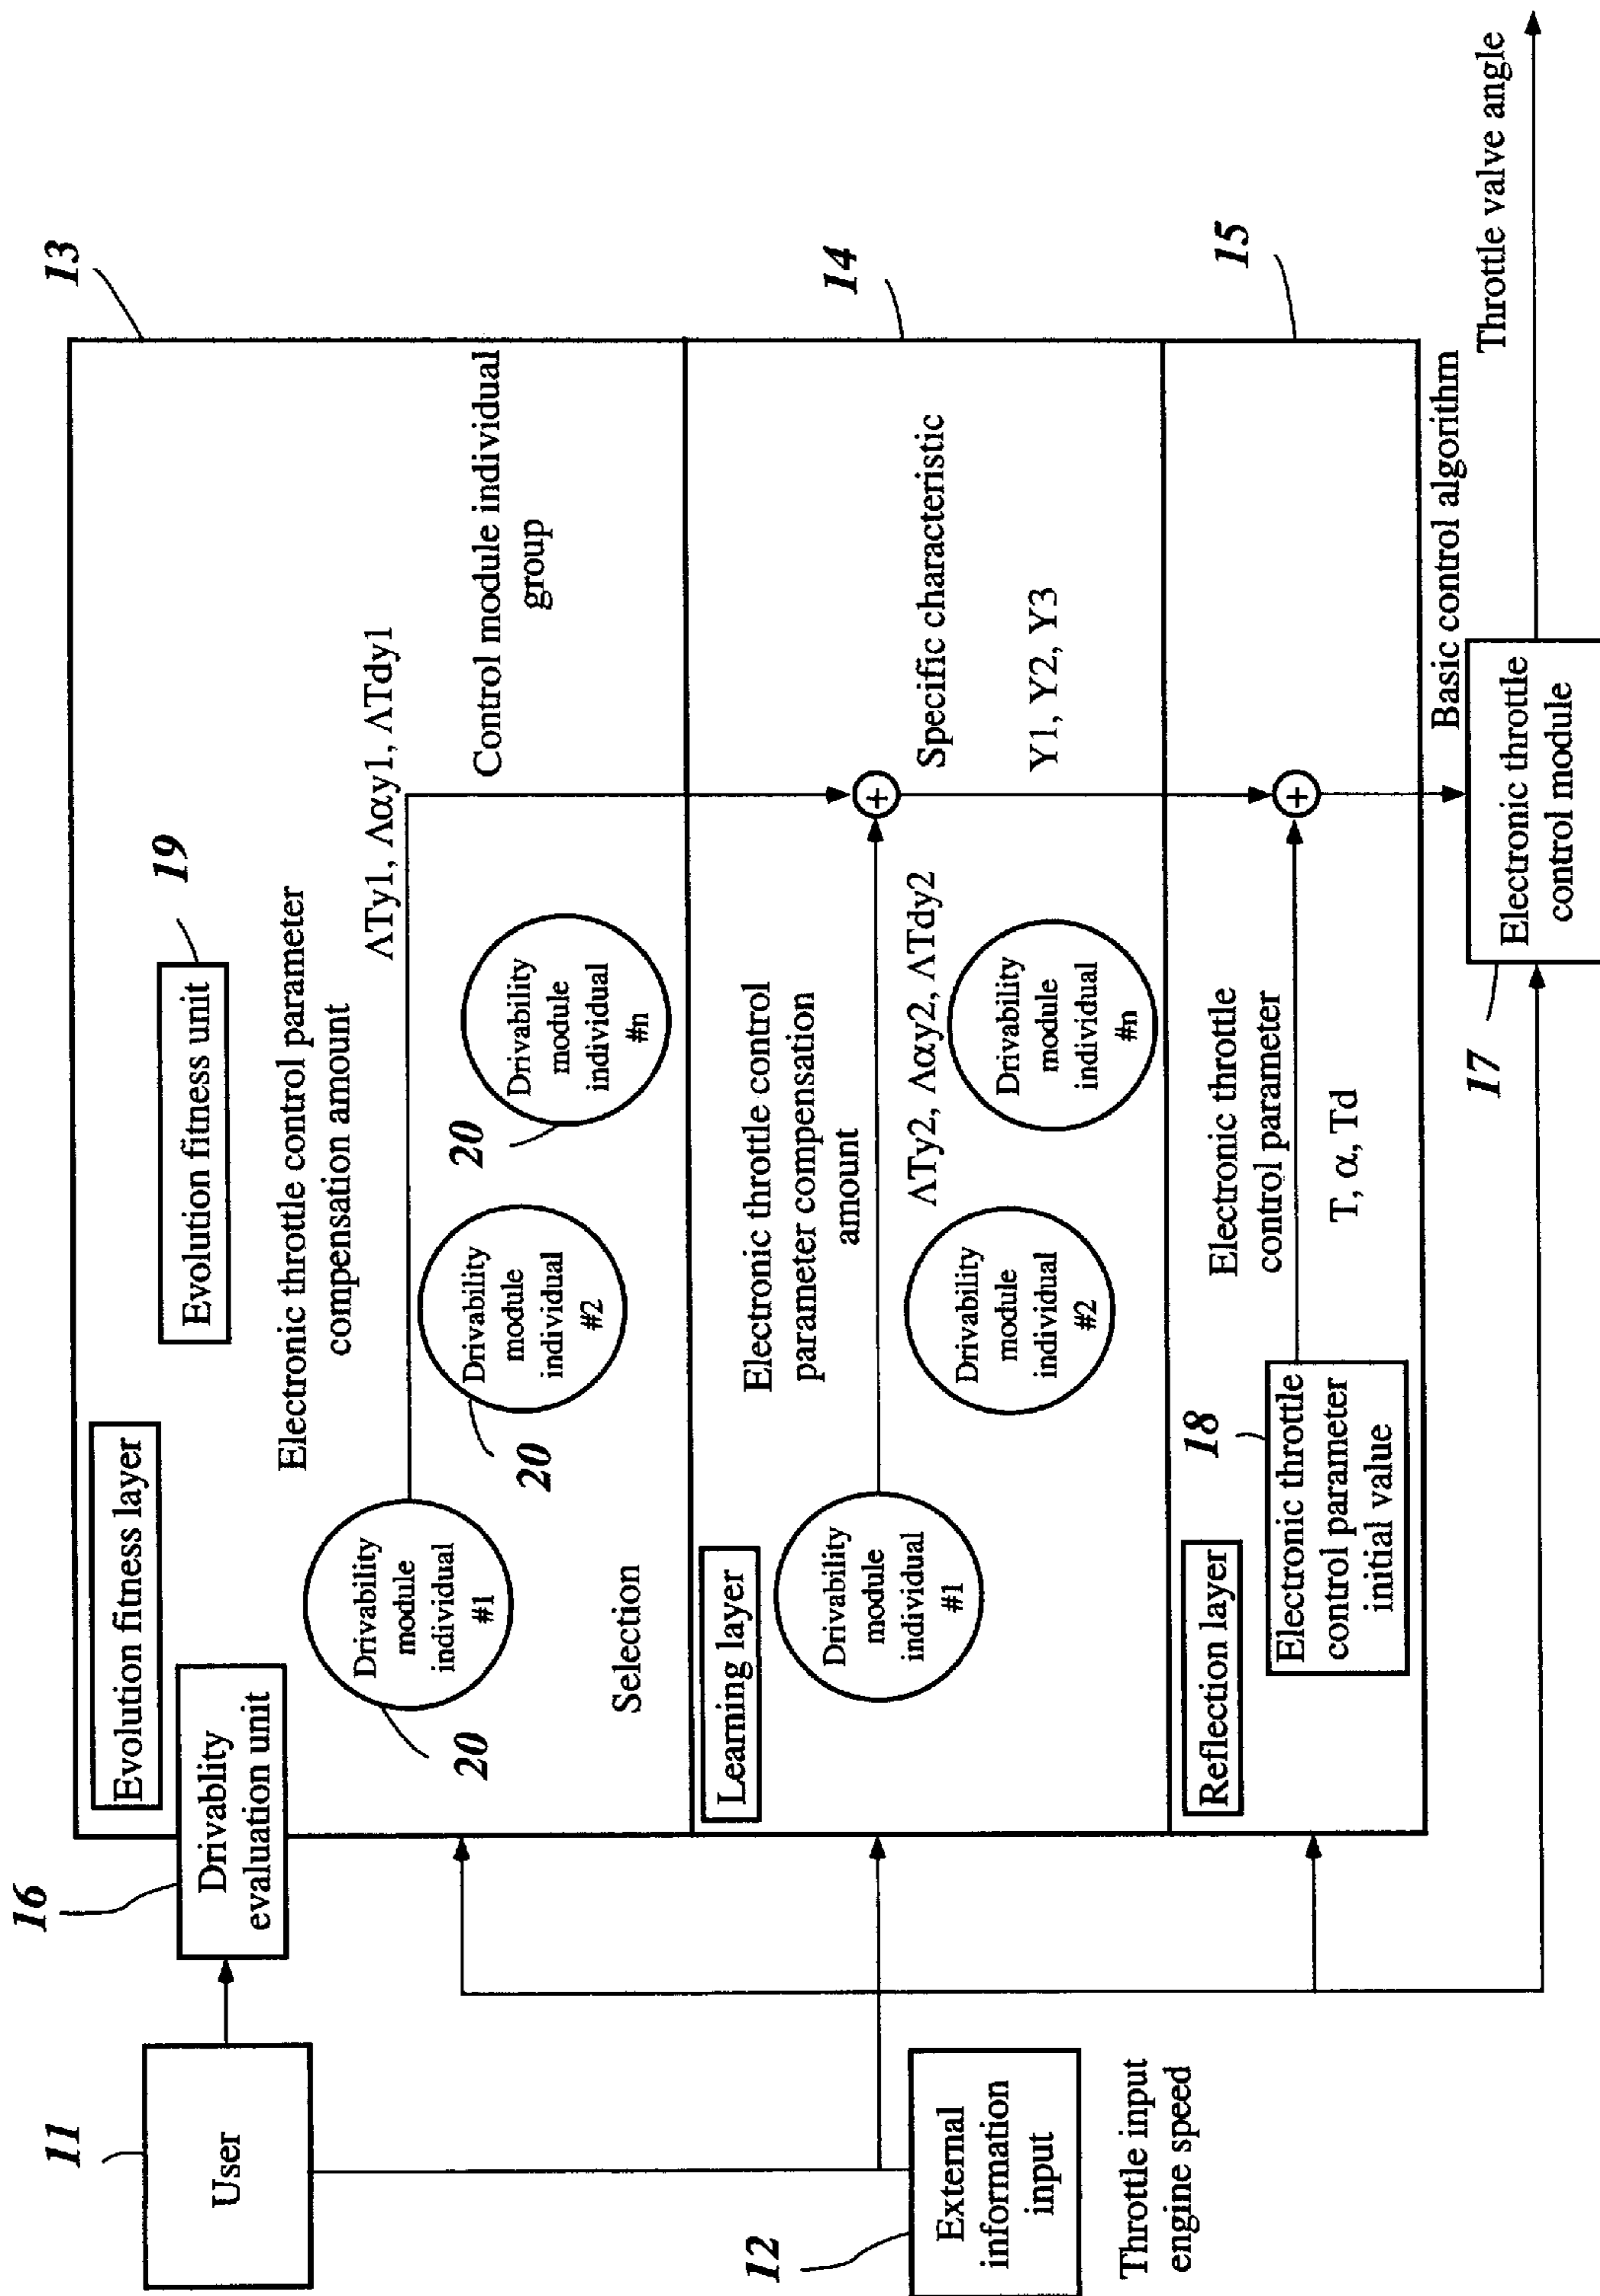 11
User
12
External
information
input
Throttle input
engine speed
16
Drivablity
evaluation unit
13
Evolution fitness layer
19
Evolution fitness unit
Electronic throttle control parameter
compensation amount
ΛTy1, Λαy1, ΛTdy1
Control module individual
group
20
Drivability
module
individual
#1
20
Drivability
module
individual
#2
20
Drivability
module
individual
#n
Selection
14
Learning layer
Electronic throttle control
parameter compensation
amount
ΛTy2, Λαy2, ΛTdy2
Specific characteristic
Y1, Y2, Y3
Drivability
module
individual
#1
Drivability
module
individual
#2
Drivability
module
individual
#n
15
Reflection layer
18
Electronic throttle
control parameter
initial value
Electronic throttle
control parameter
T, α, Td
+
+
Basic control algorithm
17
Electronic throttle
control module
Throttle valve angle